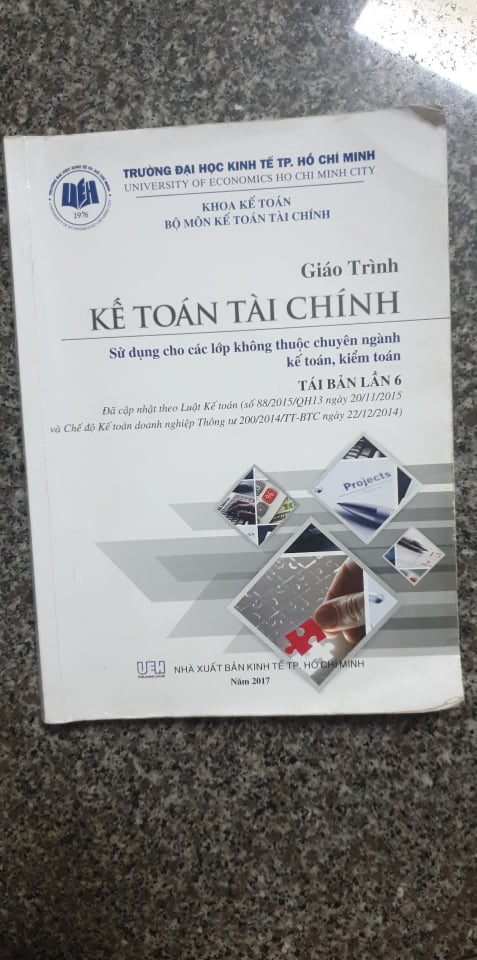 TRƯỜNG ĐẠI HỌC KINH TẾ TP. HỒ CHÍ MINH
UNIVERSITY OF ECONOMICS HO CHI MINH CITY
KHOA KẾ TOÁN
BỘ MÔN KẾ TOÁN TÀI CHÍNH
UEH
1976
Giáo Trình
KẾ TOÁN TÀI CHÍNH
Sử dụng cho các lớp không thuộc chuyên ngành
kế toán, kiểm toán
TÁI BẢN LẦN 6
Đã cập nhật theo Luật Kế toán (số 88/2015/QH13 ngày 20/11/2015
và Chế độ Kế toán doanh nghiệp Thông tư 200/2014/TT-BTC ngày 22/12/2014)
Projects
%
UEH
NHÀ XUẤT BẢN KINH TẾ TP. HỒ CHÍ MINH
Năm 2017